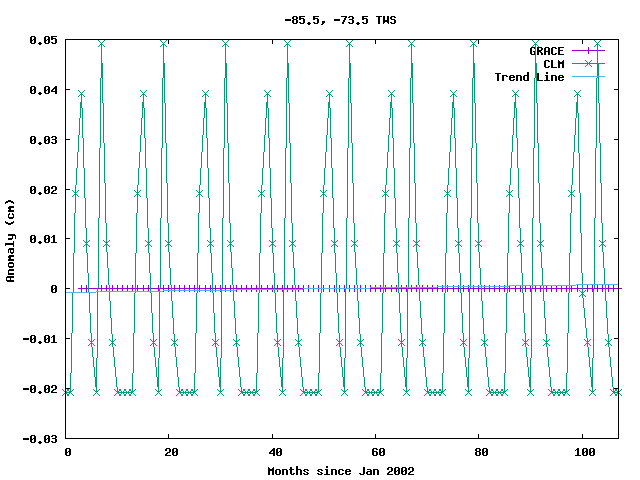 -85.5, -73.5 TWS
GRACE
CLM
Trend Line
0.05
0.04
0.03
0.02
0.01
0
-0.01
-0.02
-0.03
Anomaly (cm)
0 20 40 60 80 100
Months since Jan 2002